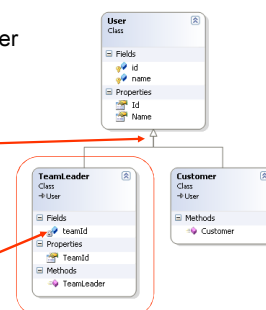 er
User
Class
Fields
id
name
Properties
Id
Name
TeamLeader
Class
User
Fields
teamId
Properties
TeamId
Methods
TeamLeader
Customer
Class
User
Methods
Customer